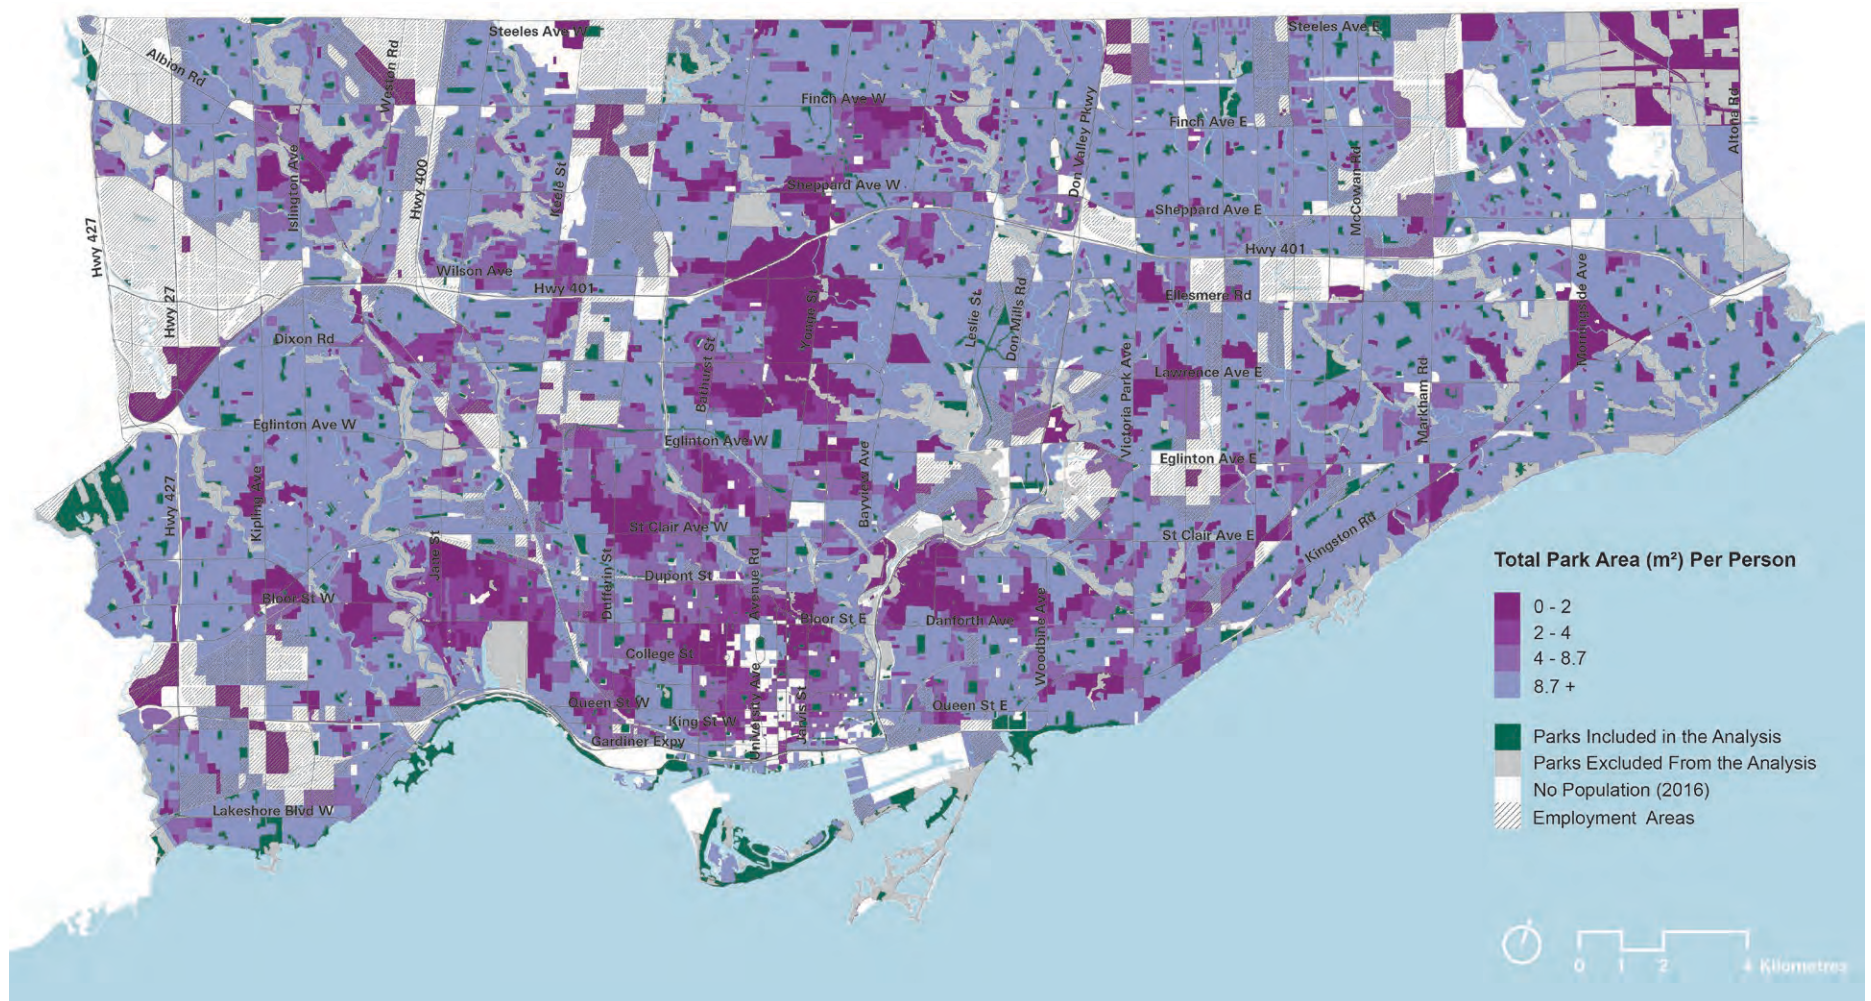 Steeles Ave W
Steeles Ave E
Albion Rd
Weston Rd
Finch Ave W
Finch Ave E
Don Valley Pkwy
Altona Rd
Islington Ave
Hwy 400
Keele St
Sheppard Ave W
Sheppard Ave E
McCowan Rd
Hwy 427
Hwy 27
Wilson Ave
Hwy 401
Hwy 401
Ellesmere Rd
Morningside Ave
Dixon Rd
Bathurst St
Yonge St
Leslie St
Don Mills Rd
Victoria Park Ave
Lawrence Ave E
Markham Rd
Eglinton Ave W
Eglinton Ave W
Bayview Ave
Eglinton Ave E
Hwy 427
Kipling Ave
Jane St
St Clair Ave W
St Clair Ave E
Kingston Rd
Dufferin St
Dupont St
Avenue Rd
Bloor St W
Bloor St E
Danforth Ave
Woodbine Ave
College St
University Ave
Jarvis St
Queen St W
King St W
Queen St E
Gardiner Expy
Lakeshore Blvd W
Total Park Area (m²) Per Person
0 - 2
2 - 4
4 - 8.7
8.7 +
Parks Included in the Analysis
Parks Excluded From the Analysis
No Population (2016)
Employment Areas
0 1 2 4 Kilometres